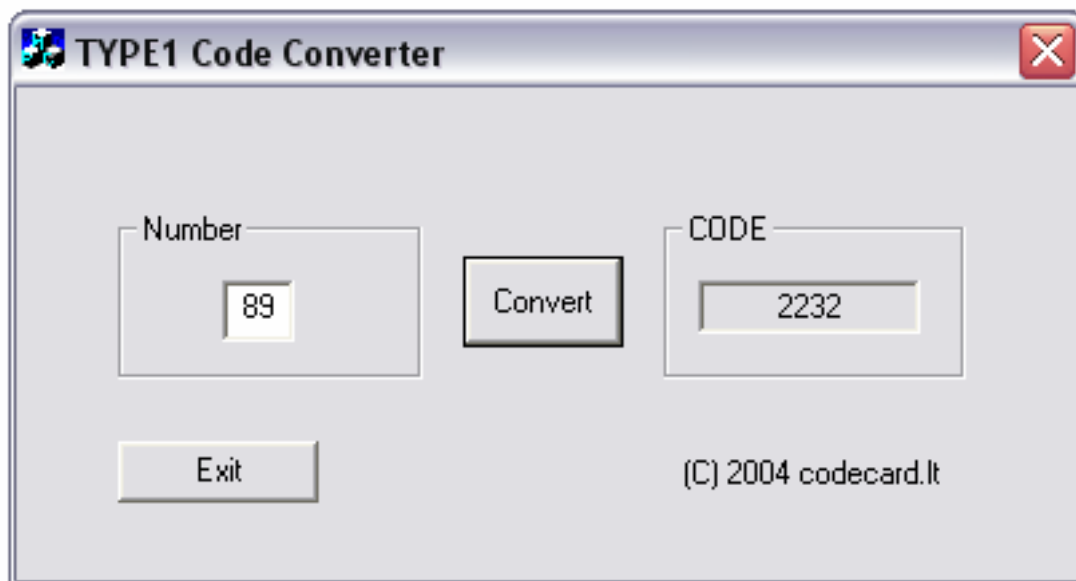 TYPE1 Code Converter
Number
CODE
89
Convert
2232
Exit
(C) 2004 codecard.lt